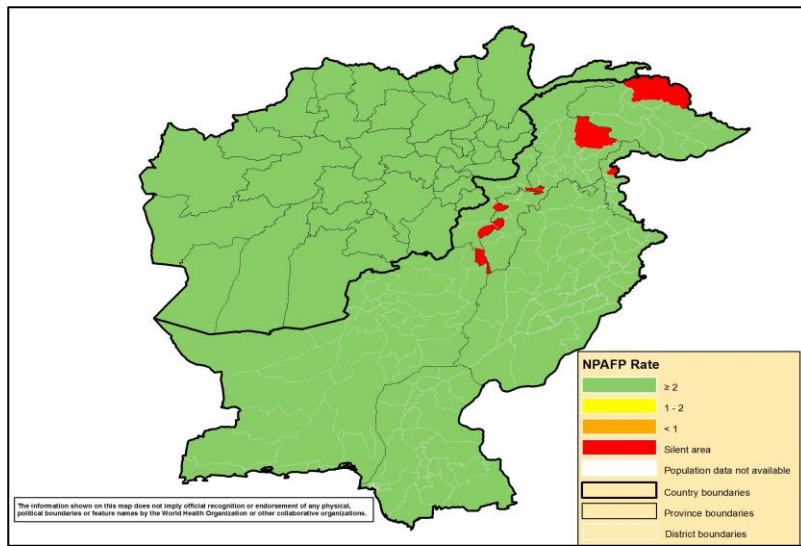 NPAFP Rate
≥ 2
1 - 2
< 1
Silent area
Population data not available
Country boundaries
Province boundaries
District boundaries
The information shown on this map does not imply official recognition or endorsement of any physical,
political boundaries or feature names by the World Health Organization or other collaborative organizations.